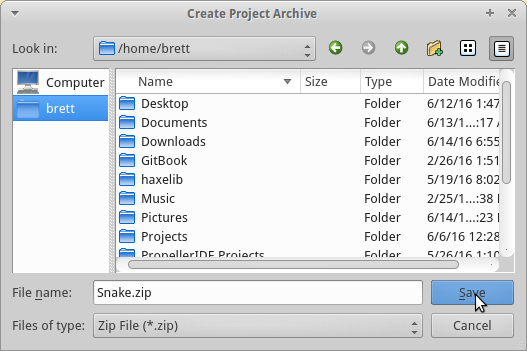 Create Project Archive
Look in: /home/brett
Computer
brett
Name Size Type Date Modifie
Desktop Folder 6/12/16 1:47
Documents Folder 6/13/1...:17 A
Downloads Folder 6/14/16 6:55
GitBook Folder 2/26/16 1:51
haxelib Folder 5/19/16 8:02
Music Folder 2/25/1...:38 P
Pictures Folder 6/14/1...:23 P
Projects Folder 6/6/16 12:28
PropellerIDE Projects Folder 5/26/16 1:10
File name: Snake.zip Save
Files of type: Zip File (*.zip) Cancel